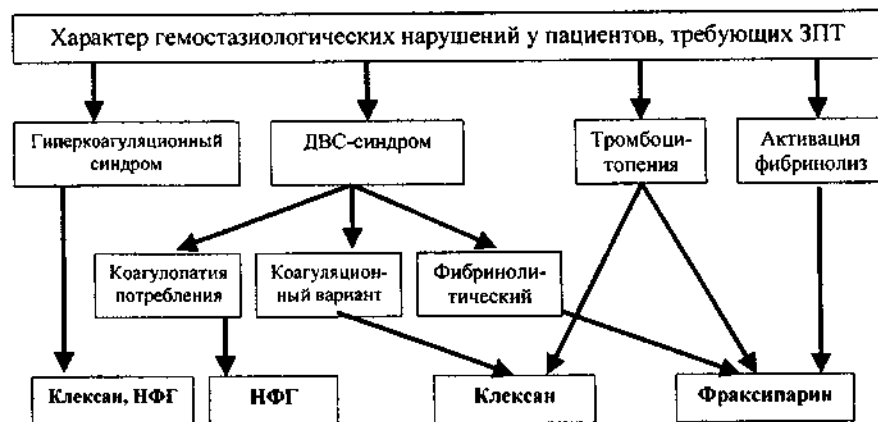 Характер гемостазиологических нарушений у пациентов, требующих ЗПТ
Гиперкоагуляционный
синдром
ДВС-синдром
Тромбоци-
топения
Активация
фибринолиз
Коагулопатия
потребления
Коагуляцион-
ный вариант
Фибриноли-
тический
Клексан, НФГ
НФГ
Клексан
Фраксипарин